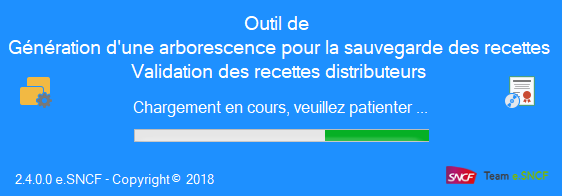 Outil de
Génération d'une arborescence pour la sauvegarde des recettes
Validation des recettes distributeurs
Chargement en cours, veuillez patienter ...
2.4.0.0 e.SNCF - Copyright© 2018
SNCF Team e.SNCF